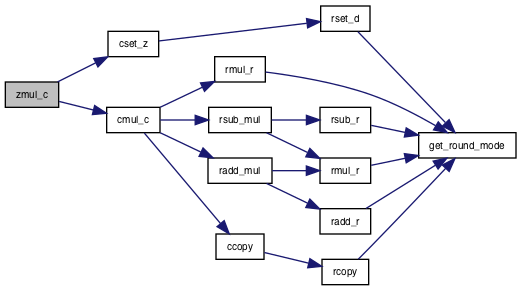 zmul_c
cset_z
cmul_c
rset_d
rmul_r
rsub_mul
radd_mul
ccopy
rsub_r
rmul_r
radd_r
rcopy
get_round_mode